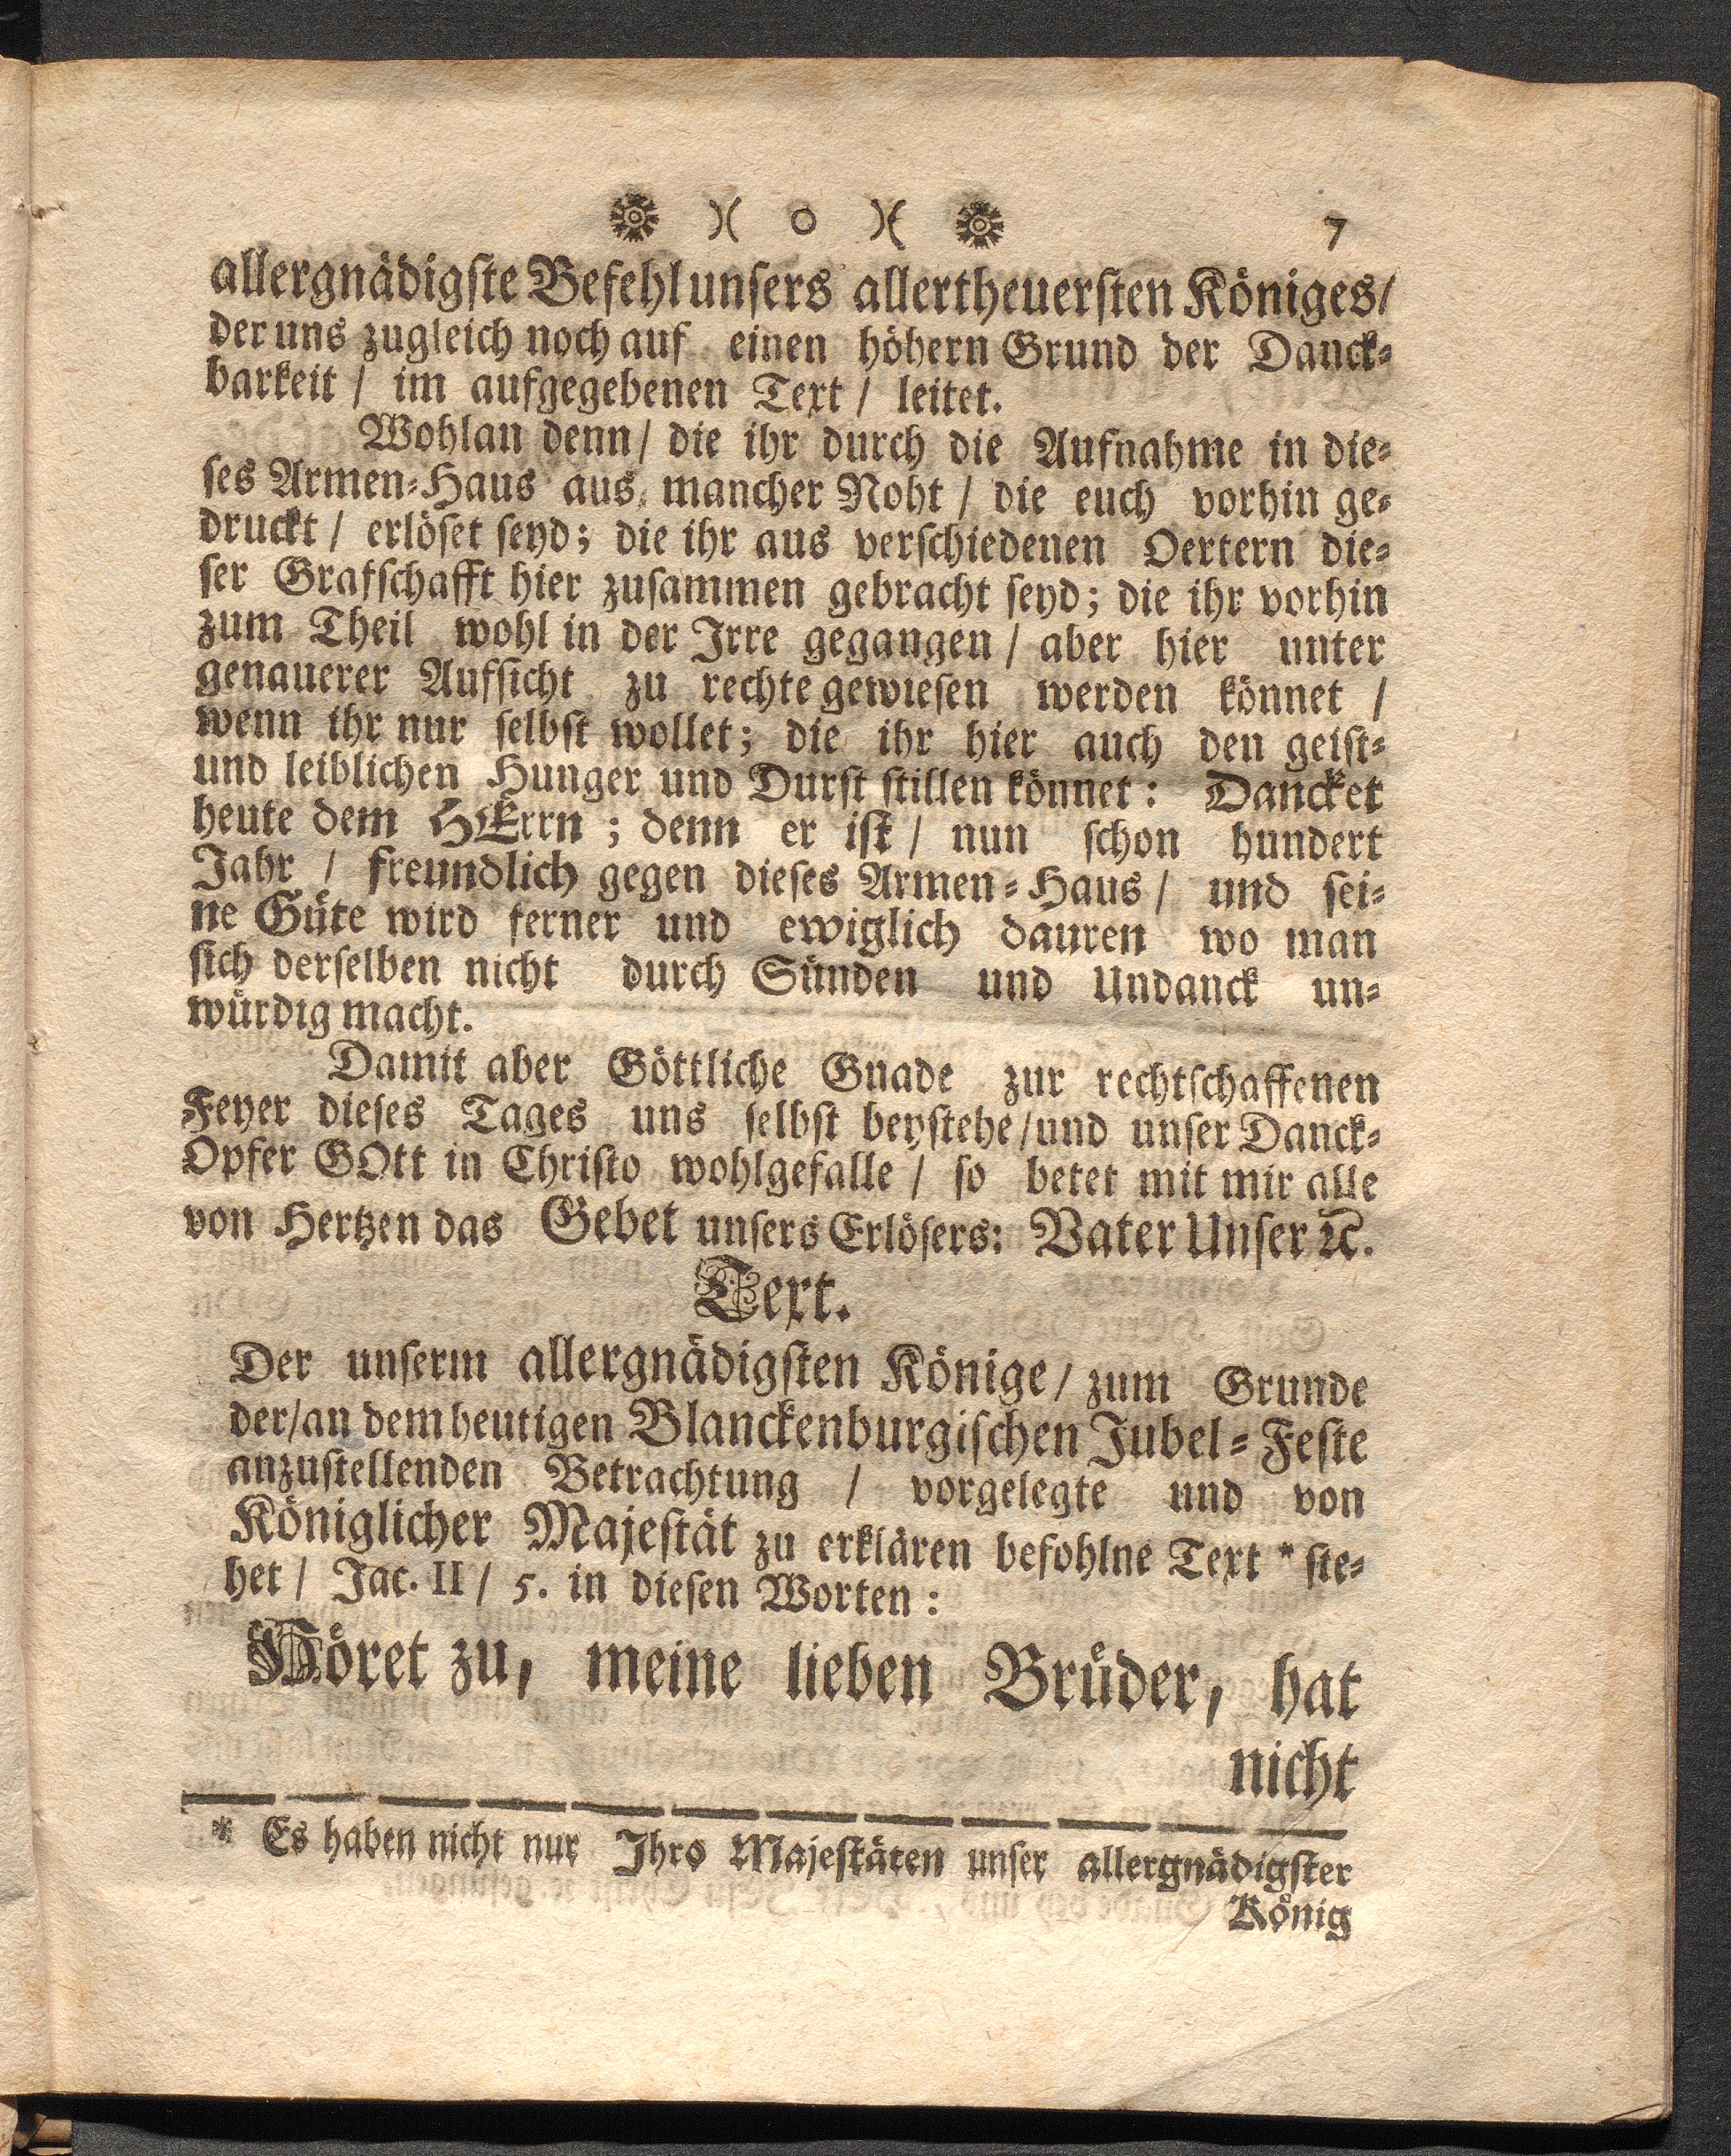 ❁ )( o )( ❁ 7
allergnädigſte Befehl unſers allertheuerſten Königes/
der uns zugleich noch auf einen höhern Grund der Danck⸗
barkeit / im aufgegebenen Text / leitet.
Wohlan denn/ die ihr durch die Aufnahme in die⸗
ſes Armen⸗Haus aus mancher Noht / die euch vorhin ge⸗
druckt / erlöſet ſeyd; die ihr aus verſchiedenen Oertern die⸗
ſer Grafſchafft hier zuſammen gebracht ſeyd; die ihr vorhin
zum Theil wohl in der Irre gegangen / aber hier unter
genauerer Aufſicht zu rechte gewieſen werden könnet /
wenn ihr nur ſelbſt wollet; die ihr hier auch den geiſt⸗
und leiblichen Hunger und Durſt ſtillen könnet: Dancket
heute dem HErrn; denn er iſt / nun ſchon hundert
Jahr / freundlich gegen dieſes Armen⸗Haus / und ſei⸗
ne Güte wird ferner und ewiglich dauren wo man
ſich derſelben nicht durch Sünden und Undanck un⸗
würdig macht.
Damit aber Göttliche Gnade zur rechtſchaffenen
Feyer dieſes Tages uns ſelbſt beyſtehe/und unſer Danck⸗
Opfer GOtt in Chriſto wohlgefalle / ſo betet mit mir alle
von Hertzen das Gebet unſers Erlöſers: Vater Unſer ꝛc.
Text.
Der unſerm allergnädigſten Könige/ zum Grunde
der/an dem heutigen Blanckenburgiſchen Jubel⸗Feſte
anzuſtellenden Betrachtung / vorgelegte und von
Königlicher Majeſtät zu erklären befohlne Text * ſte⸗
het / Jac. II / 5. in dieſen Worten:
Höret zu, meine lieben Brüder, hat
nicht
* Es haben nicht nur Ihro Majeſtäten unſer allergnädigſter
König